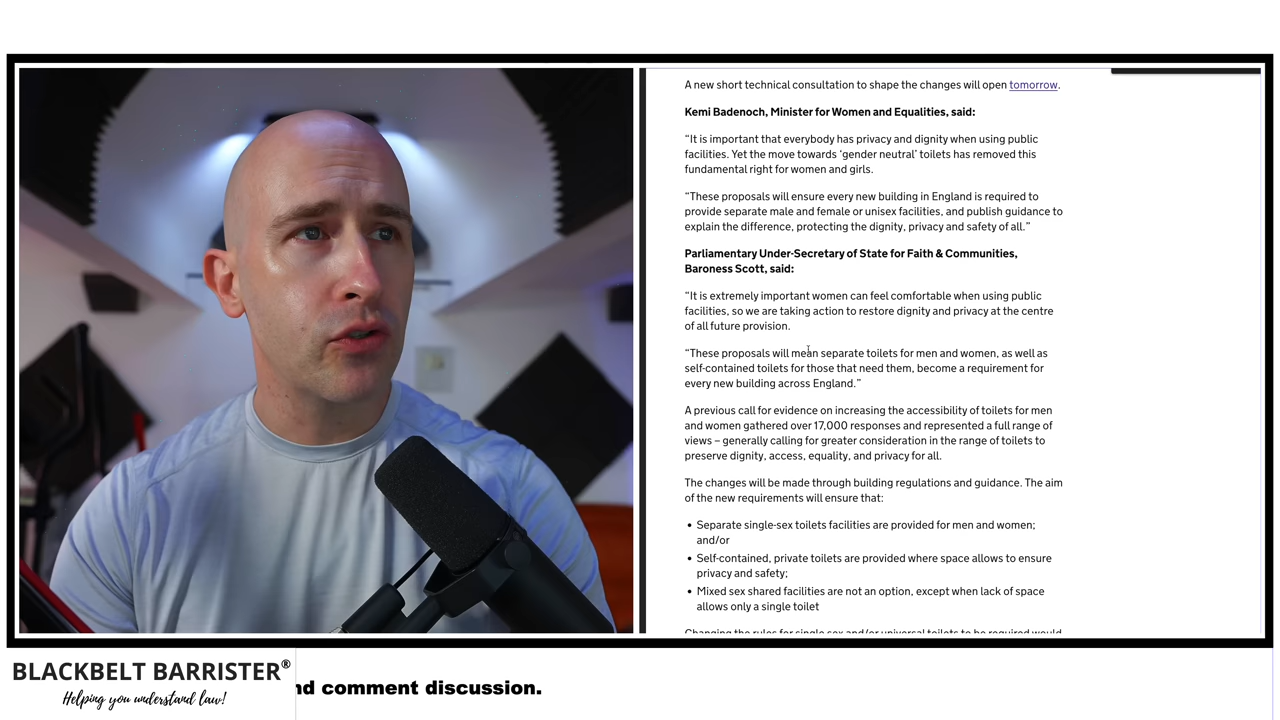 A new short technical consultation to shape the changes will open tomorrow.
Kemi Badenoch, Minister for Women and Equalities, said:
“It is important that everybody has privacy and dignity when using public
facilities. Yet the move towards ‘gender neutral’ toilets has removed this
fundamental right for women and girls.
“These proposals will ensure every new building in England is required to
provide separate male and female or unisex facilities, and publish guidance to
explain the difference, protecting the dignity, privacy and safety of all.”
Parliamentary Under-Secretary of State for Faith & Communities,
Baroness Scott, said:
“It is extremely important women can feel comfortable when using public
facilities, so we are taking action to restore dignity and privacy at the centre
of all future provision.
“These proposals will mean separate toilets for men and women, as well as
self-contained toilets for those that need them, become a requirement for
every new building across England.”
A previous call for evidence on increasing the accessibility of toilets for men
and women gathered over 17,000 responses and represented a full range of
views – generally calling for greater consideration in the range of toilets to
preserve dignity, access, equality, and privacy for all.
The changes will be made through building regulations and guidance. The aim
of the new requirements will ensure that:
• Separate single-sex toilets facilities are provided for men and women;
and/or
• Self-contained, private toilets are provided where space allows to ensure
privacy and safety;
• Mixed sex shared facilities are not an option, except when lack of space
allows only a single toilet
Changing the rules for single sex and/or universal toilets to be required would
BLACKBELT BARRISTER®
Helping you understand law!
nd comment discussion.